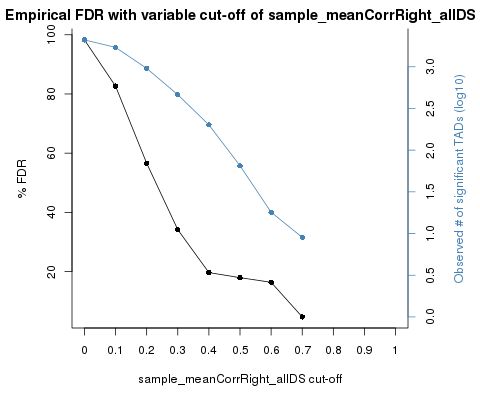 Empirical FDR with variable cut-off of sample_meanCorrRight_allDS
% FDR
100
80
60
40
20
0 0.1 0.2 0.3 0.4 0.5 0.6 0.7 0.8 0.9 1
sample_meanCorrRight_allDS cut-off
3.0
2.5
2.0
1.5
1.0
0.5
0.0
Observed # of significant TADs (log10)